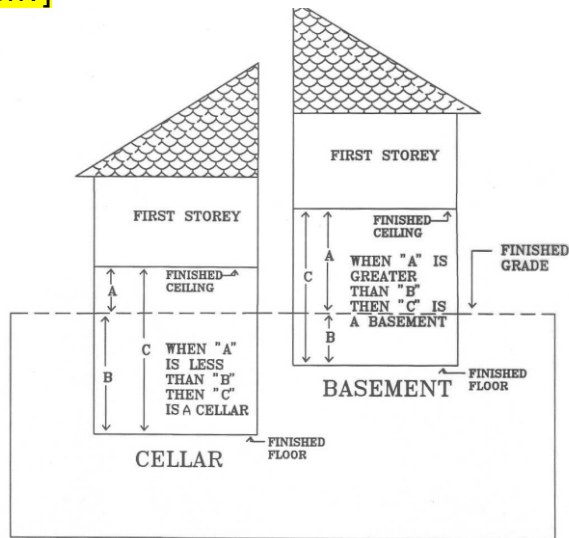 FIRST STOREY
FINISHED
CEILING
A
B
C
WHEN "A"
IS LESS
THAN "B"
THEN "C"
IS A CELLAR
FINISHED
FLOOR
CELLAR
FIRST STOREY
FINISHED
CEILING
A
B
C
WHEN "A" IS
GREATER
THAN "B"
THEN "C" IS
A BASEMENT
FINISHED
GRADE
FINISHED
FLOOR
BASEMENT